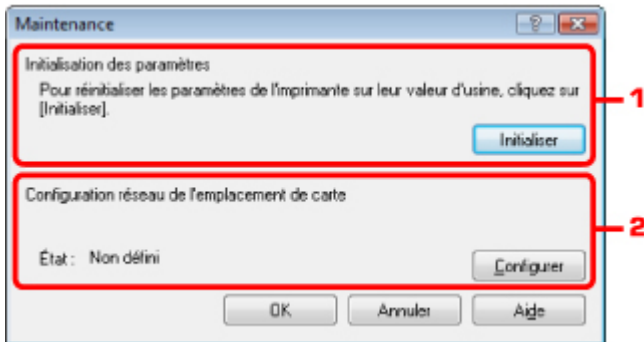 Maintenance
Initialisation des paramètres
Pour réinitialiser les paramètres de l'imprimante sur leur valeur d'usine, cliquez sur
[Initialiser].
1
Initialiser
Configuration réseau de l'emplacement de carte
2
État : Non défini
Configurer
OK Annuler Aide